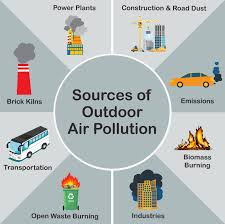 Power Plants
Construction & Road Dust
Brick Kilns
Sources of
Outdoor
Air Pollution
Emissions
Transportation
Biomass
Burning
Open Waste Burning
Industries